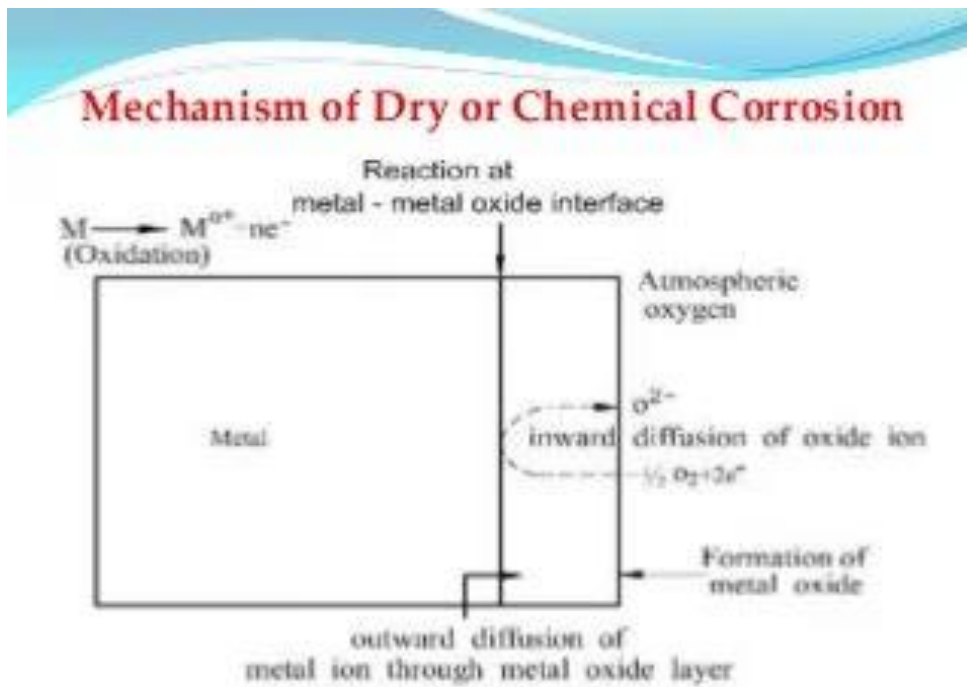 Mechanism of Dry or Chemical Corrosion
Reaction at
metal - metal oxide interface
M → Mⁿ⁺ ne⁻
(Oxidation)
Atmospheric
oxygen
o²⁻
Metal
inward diffusion of oxide ion
½ O₂+2e⁻
Formation of
metal oxide
outward diffusion of
metal ion through metal oxide layer